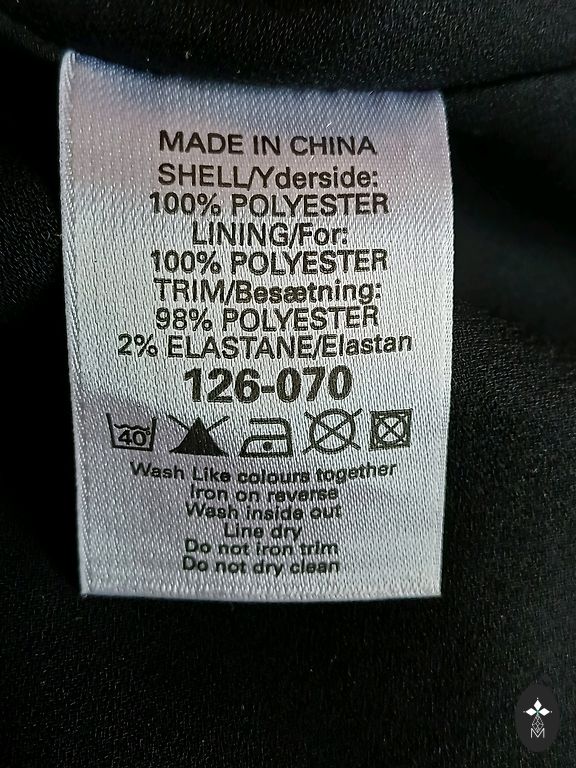 MADE IN CHINA
SHELL/Yderside:
100% POLYESTER
LINING/For:
100% POLYESTER
TRIM/Besætning:
98% POLYESTER
2% ELASTANE/Elastan
126-070
40
Wash Like colours together
Iron on reverse
Wash inside out
Line dry
Do not iron trim
Do not dry clean
M